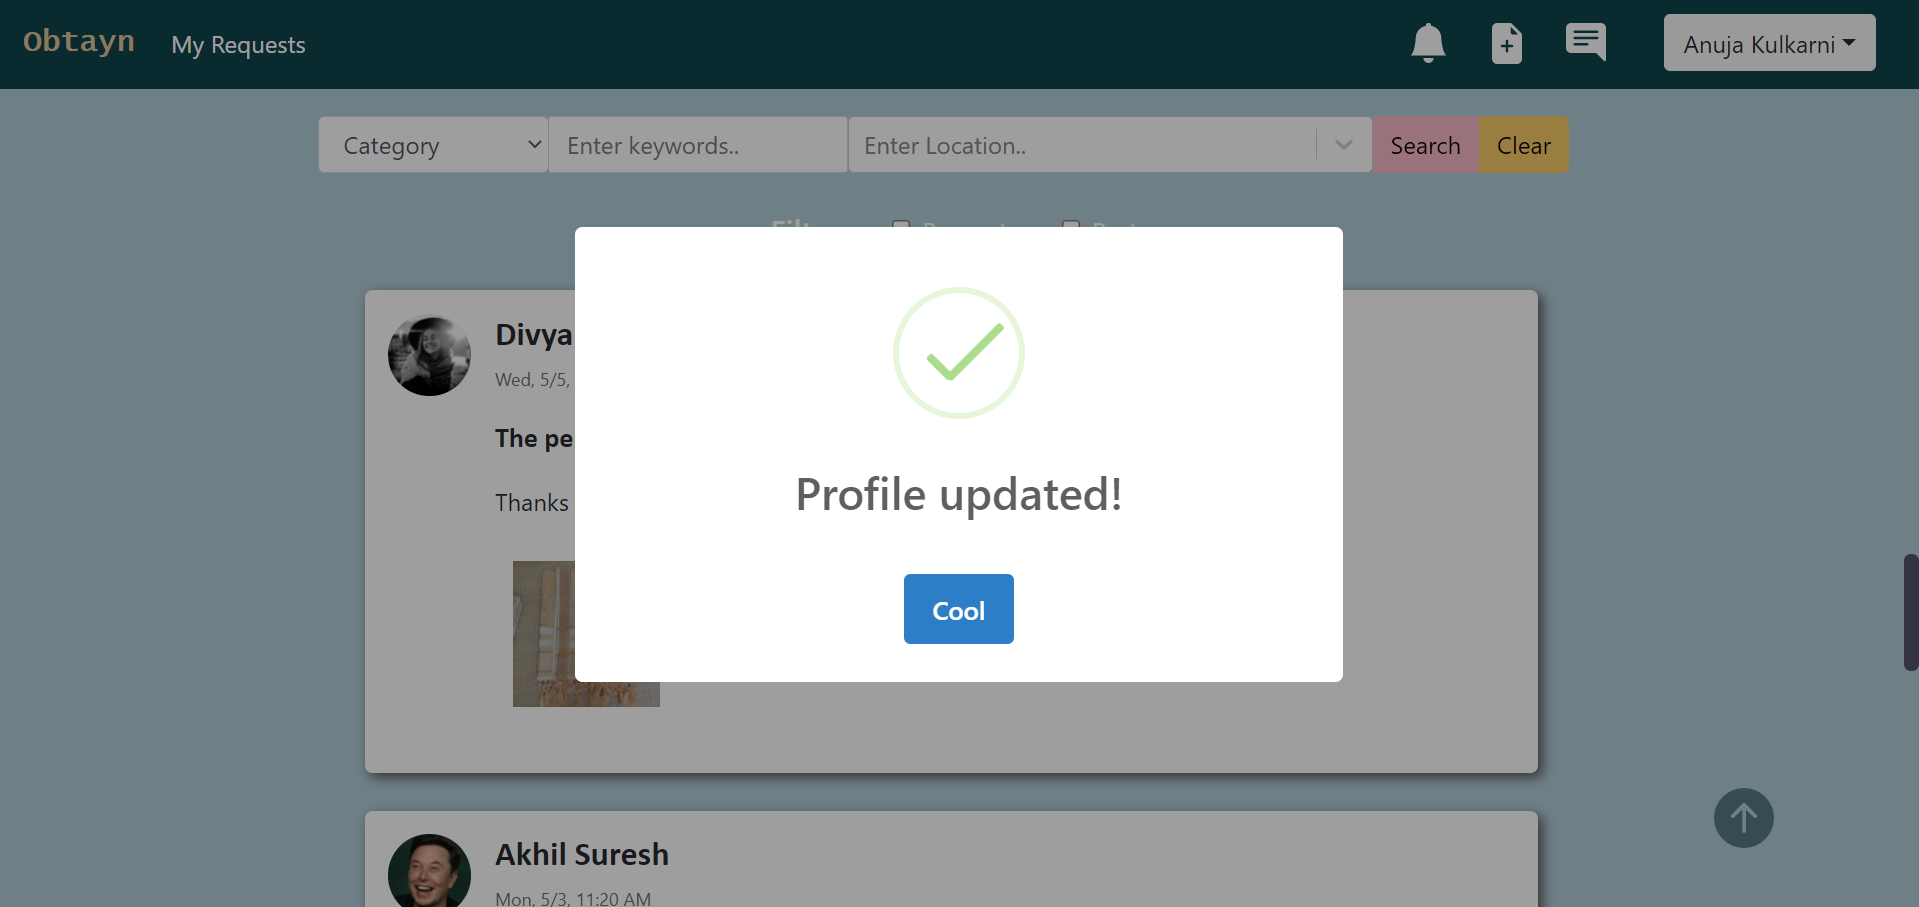 Obtayn
My Requests
Anuja Kulkarni
Category
Enter keywords..
Enter Location..
Search
Clear
Divya
Wed, 5/5,
The pe
Thanks
Profile updated!
Cool
Akhil Suresh
Mon, 5/3, 11:20 AM